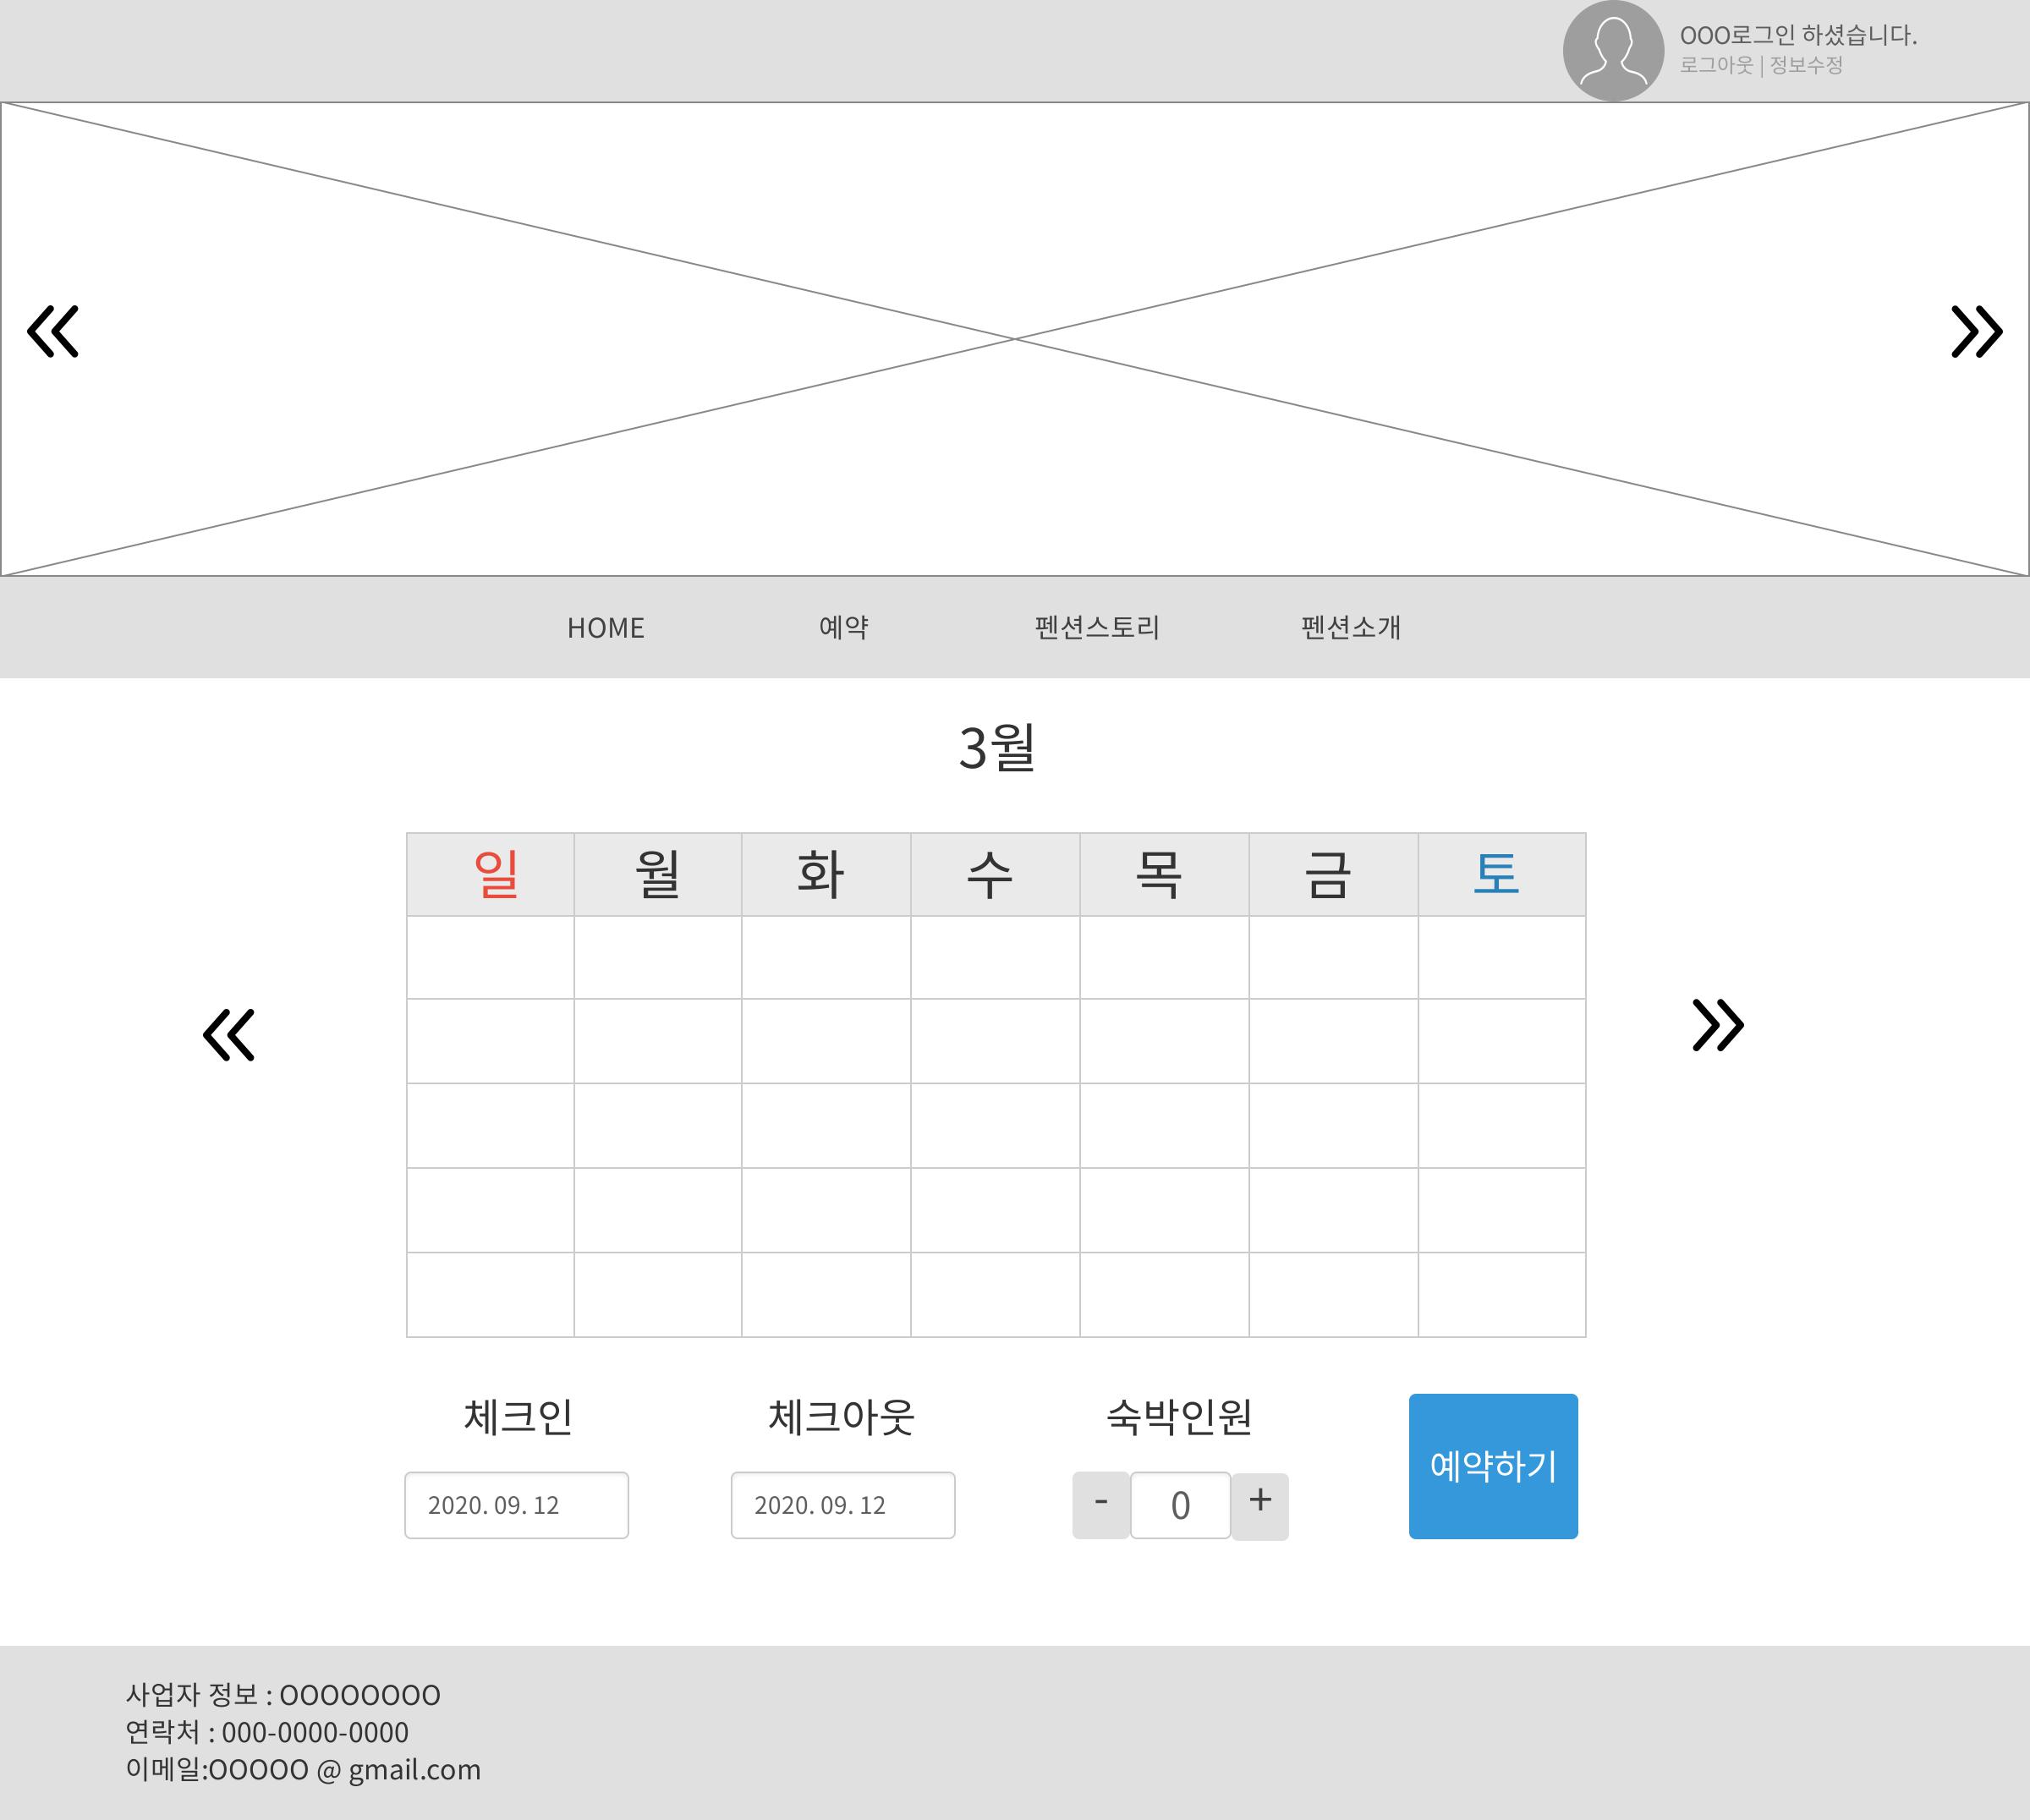 OOO로그인 하셨습니다.
로그아웃 | 정보수정
HOME 예약 펜션스토리 펜션소개
3월
일 월 화 수 목 금 토
체크인 체크아웃 숙박인원
예약하기
2020. 09. 12 2020. 09. 12 - 0 +
사업자 정보 : OOOOOOOO
연락처 : 000-0000-0000
이메일:OOOOO @ gmail.com